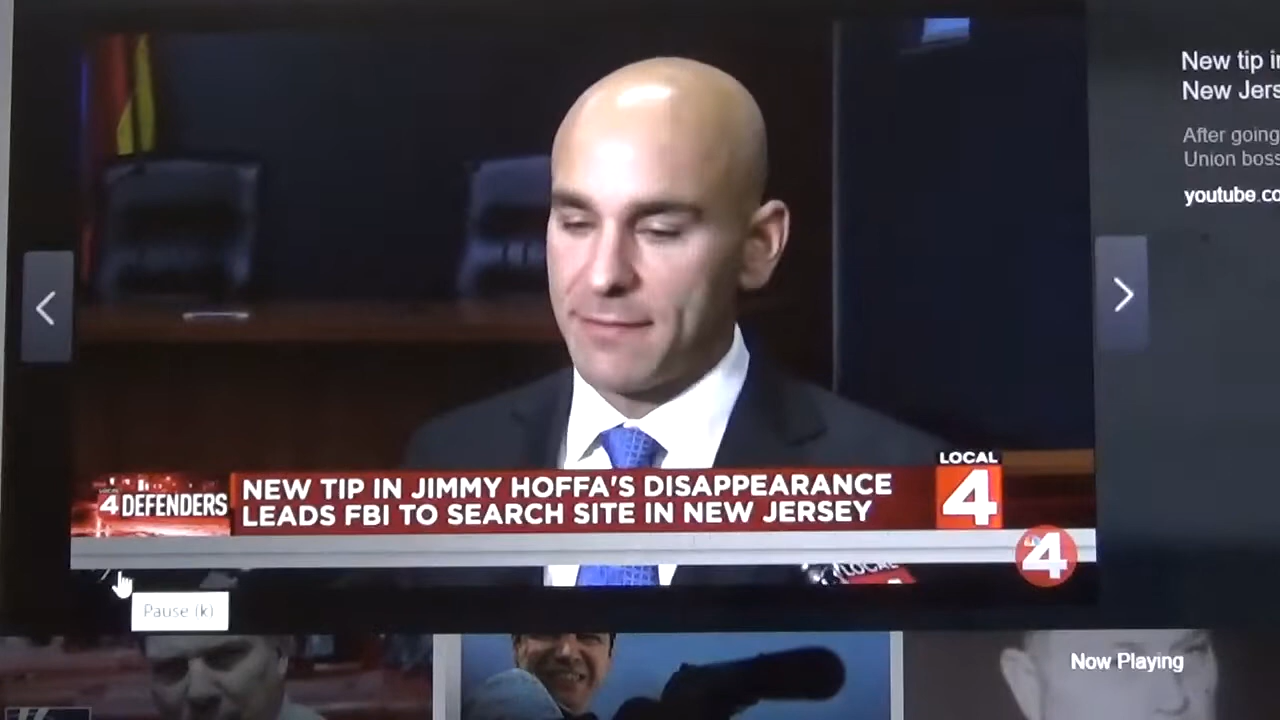 New tip i
New Jers
After going
Union boss
youtube.co
LOCAL
4
4 DEFENDERS
NEW TIP IN JIMMY HOFFA'S DISAPPEARANCE
LEADS FBI TO SEARCH SITE IN NEW JERSEY
4
LOCAL
Pause (k)
Now Playing